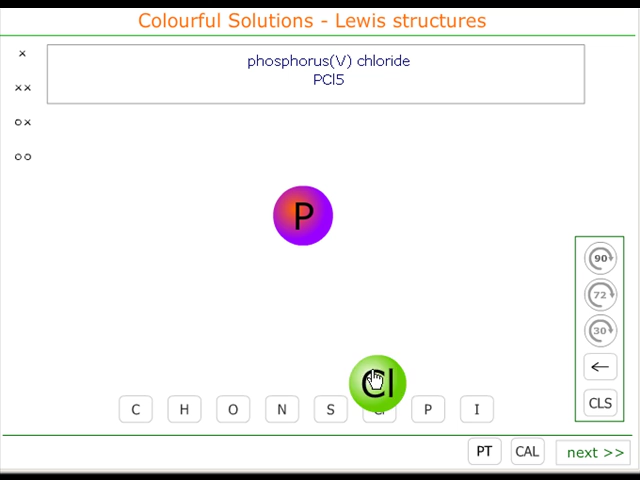 Colourful Solutions - Lewis structures
phosphorus(V) chloride
PCl5
P
90
72
30
Cl
C H O N S P I
CLS
PT CAL next >>